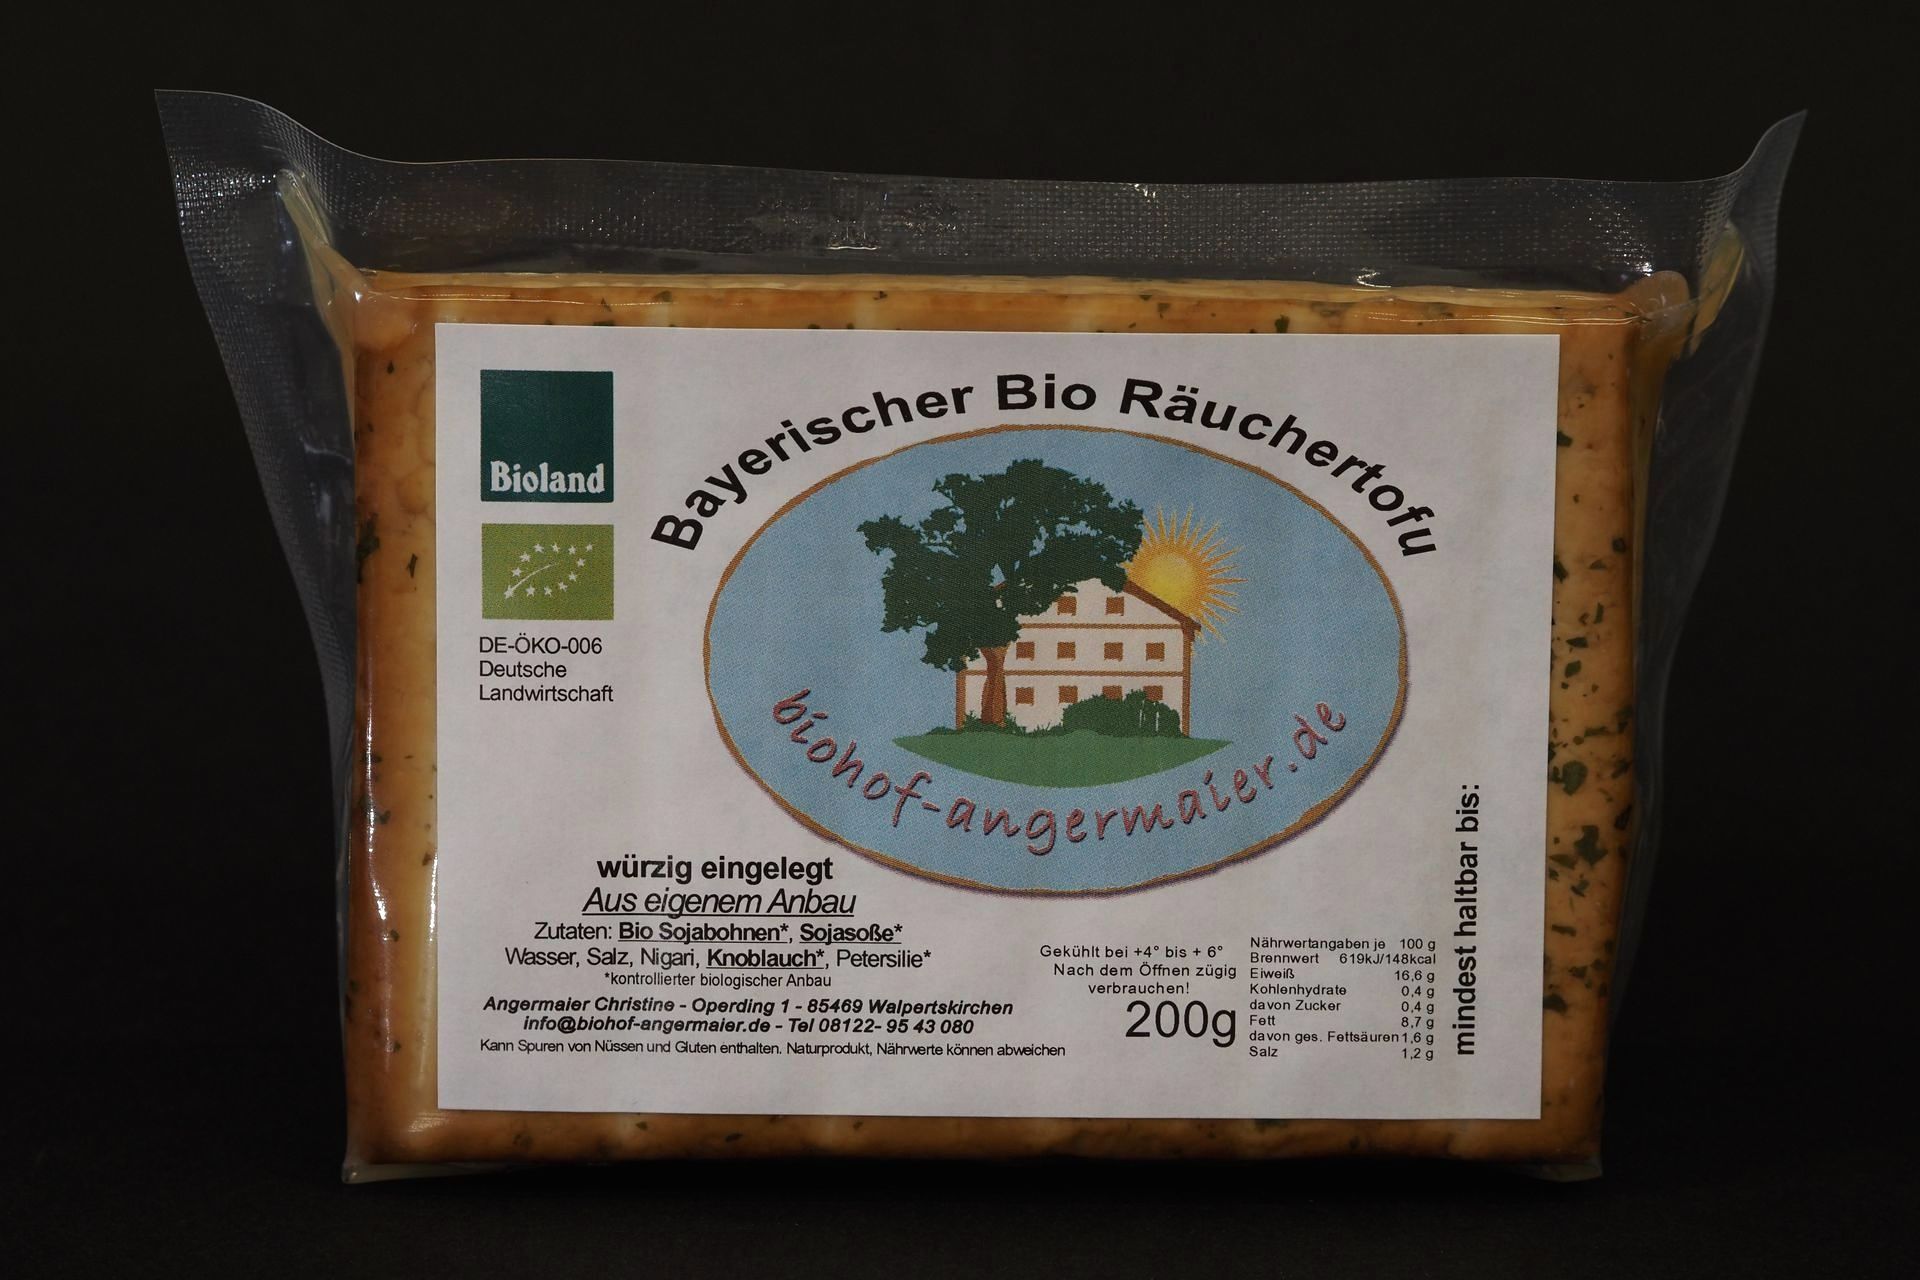 Bayerischer Bio Räuchertofu
Bioland
DE-ÖKO-006
Deutsche
Landwirtschaft
biohof-angermaier.de
würzig eingelegt
Aus eigenem Anbau
Zutaten: Bio Sojabohnen*, Sojasoße*
Wasser, Salz, Nigari, Knoblauch*, Petersilie*
*kontrollierter biologischer Anbau
Angermaier Christine - Operding 1 - 85469 Walpertskirchen
info@biohof-angermaier.de - Tel 08122- 95 43 080
Kann Spuren von Nüssen und Gluten enthalten. Naturprodukt, Nährwerte können abweichen
Gekühlt bei +4° bis + 6°
Nach dem Öffnen zügig
verbrauchen!
200g
Nährwertangaben je 100 g
Brennwert 619kJ/148kcal
Eiweiß 16,6 g
Kohlenhydrate 0,4 g
davon Zucker 0,4 g
Fett 8,7 g
davon ges. Fettsäuren 1,6 g
Salz 1,2 g
mindest haltbar bis: